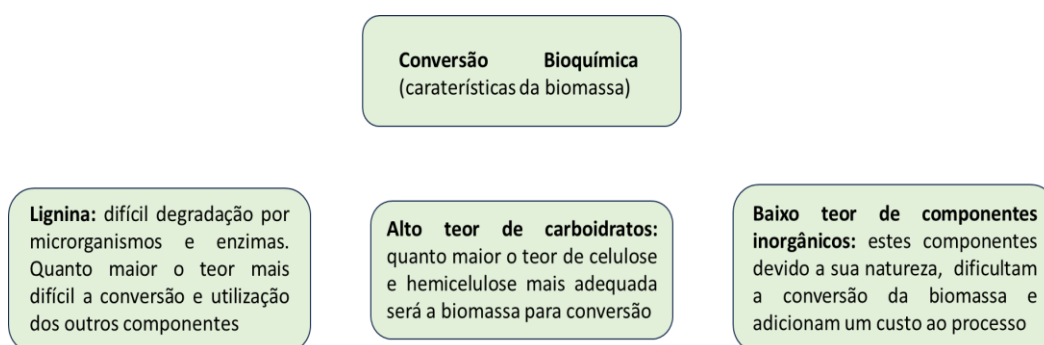 Conversão Bioquímica
(caraterísticas da biomassa)
Lignina: difícil degradação por
microrganismos e enzimas.
Quanto maior o teor mais
difícil a conversão e utilização
dos outros componentes
Alto teor de carboidratos:
quanto maior o teor de celulose
e hemicelulose mais adequada
será a biomassa para conversão
Baixo teor de componentes
inorgânicos: estes componentes
devido a sua natureza, dificultam
a conversão da biomassa e
adicionam um custo ao processo